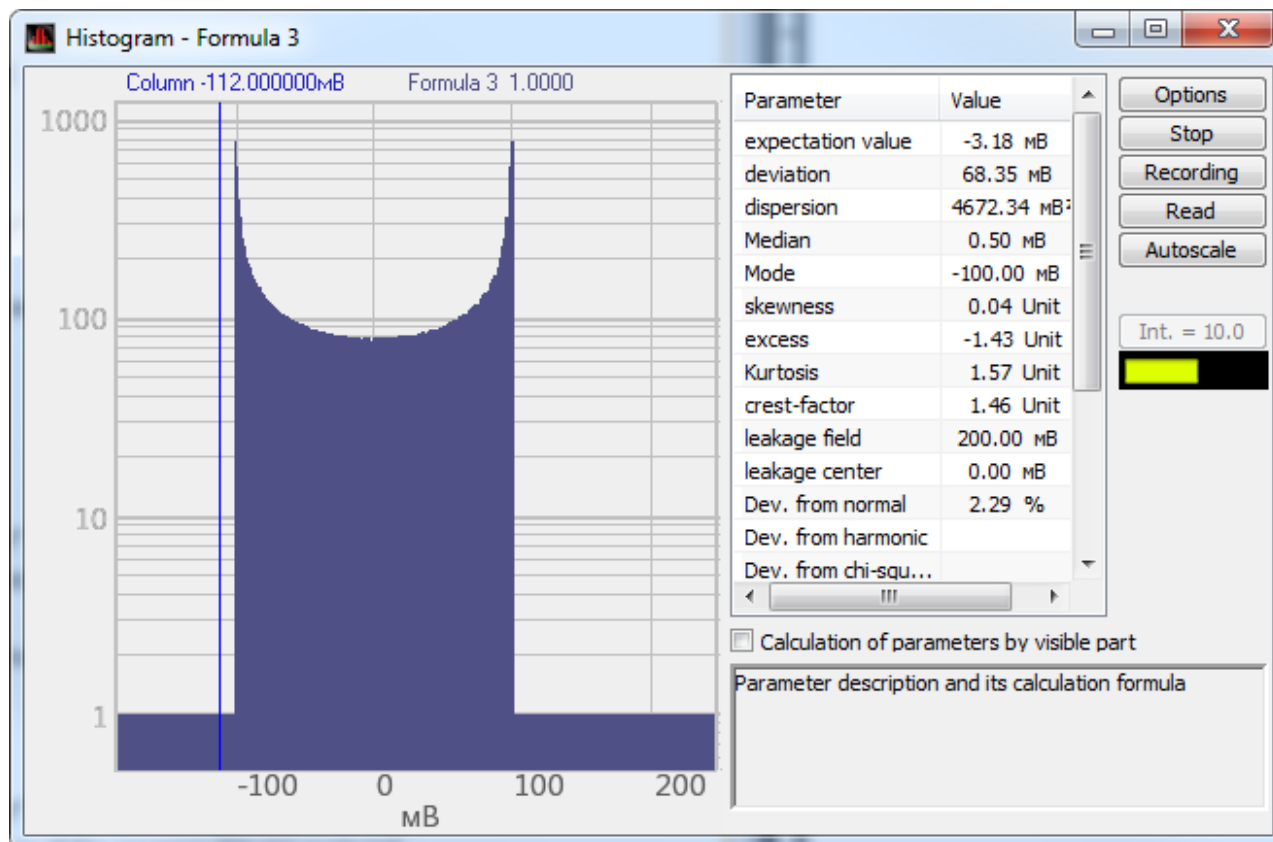 Histogram - Formula 3
Column -112.000000мВ Formula 3 1.0000
1000
100
10
1
-100 0 100 200
мВ
Parameter Value
expectation value -3.18 мВ
deviation 68.35 мВ
dispersion 4672.34 мВ²
Median 0.50 мВ
Mode -100.00 мВ
skewness 0.04 Unit
excess -1.43 Unit
Kurtosis 1.57 Unit
crest-factor 1.46 Unit
leakage field 200.00 мВ
leakage center 0.00 мВ
Dev. from normal 2.29 %
Dev. from harmonic
Dev. from chi-squ...
Calculation of parameters by visible part
Parameter description and its calculation formula
Options
Stop
Recording
Read
Autoscale
Int. = 10.0